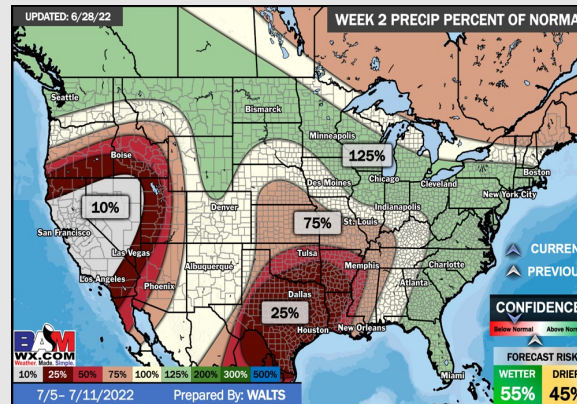 UPDATED: 6/28/22
WEEK 2 PRECIP PERCENT OF NORMA
Seattle
Bismarck
Minneapolis
125%
Boise
Boston
Chicago
Cleveland
Des Moines
New York City
10%
Denver
Indianapolis
75%
St. Louis
San Francisco
Las Vegas
CURREN
PREVIOU
Tulsa
Charlotte
Los Angeles
Albuquerque
Memphis
Phoenix
Atlanta
Dallas
25%
CONFIDENCE
Houston
New Orleans
Below Normal
Above Nor
BAM
WX.COM
Weather. Made. Simple.
FORECAST RISK
10% 25% 50% 75% 100% 125% 200% 300% 500%
Miami
WETTER
DRIER
55%
45%
7/5– 7/11/2022
Prepared By: WALTS